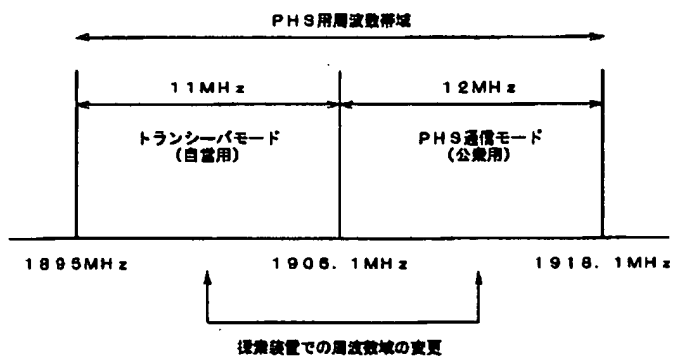 PHS用周波数帯域
11MHz
12MHz
トランシーバモード
(自営用)
PHS通信モード
(公衆用)
1895MHz
1906.1MHz
1918.1MHz
探索装置での周波数域の変更